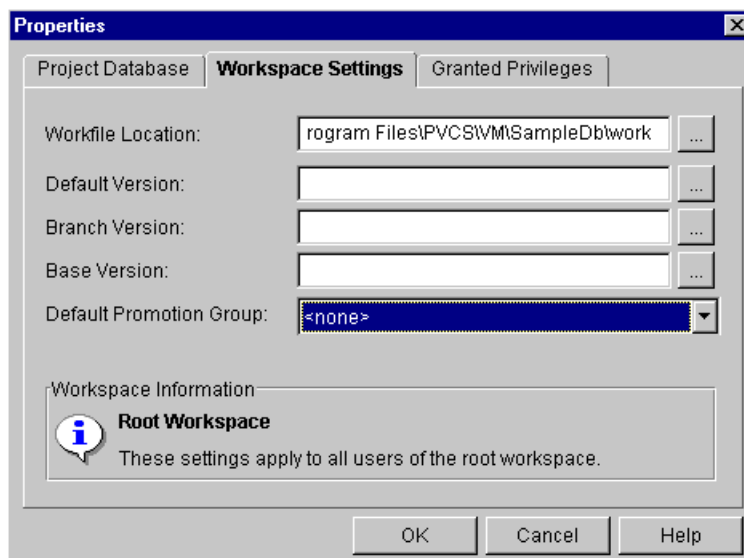 Properties
Project Database Workspace Settings Granted Privileges
Workfile Location: rogram Files\PVCS\VM\SampleDb\work ...
Default Version: ...
Branch Version: ...
Base Version: ...
Default Promotion Group: <none>
Workspace Information
Root Workspace
These settings apply to all users of the root workspace.
OK Cancel Help